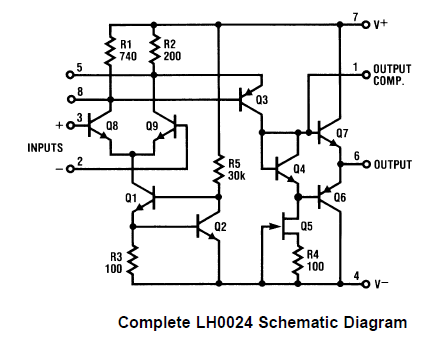 7 V+
R1 740
R2 200
5
1 OUTPUT COMP.
8
Q3
+ 3 Q8
Q9
Q7
INPUTS
- 2
R5 30k
Q4
6 OUTPUT
Q1
Q6
Q2
Q5
R3 100
R4 100
4 V-
Complete LH0024 Schematic Diagram